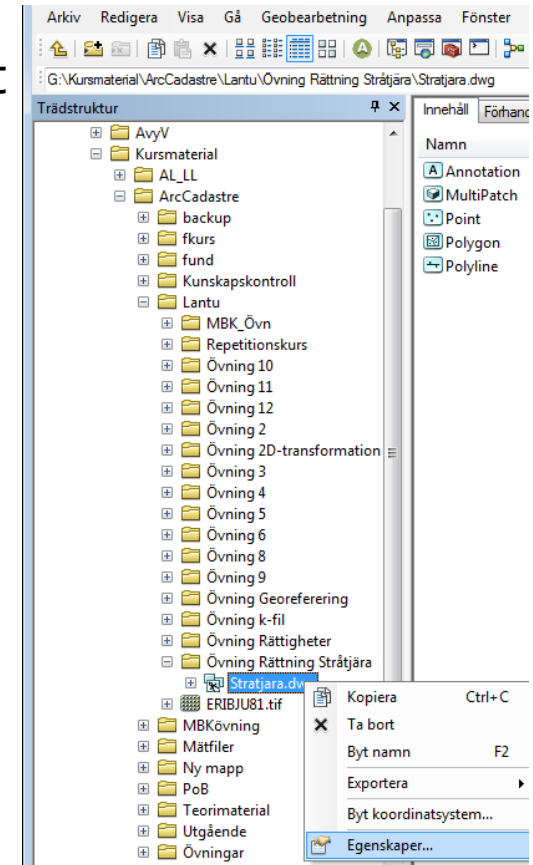 Arkiv Redigera Visa Gå Geobearbetning Anpassa Fönster
t
G:\Kursmaterial\ArcCadastre\Lantu\Övning Rättning Stråtjära\Stratjara.dwg
Trädstruktur
AvyV
Kursmaterial
AL_LL
ArcCadastre
backup
fkurs
fund
Kunskapskontroll
Lantu
MBK_Övn
Repetitionskurs
Övning 10
Övning 11
Övning 12
Övning 2
Övning 2D-transformation
Övning 3
Övning 4
Övning 5
Övning 6
Övning 8
Övning 9
Övning Georeferering
Övning k-fil
Övning Rättigheter
Övning Rättning Stråtjära
Stratjara.dw
ERIBJU81.tif
MBKövning
Mätfiler
Ny mapp
PoB
Teorimaterial
Utgående
Övningar
Innehåll Förhand
Namn
Annotation
MultiPatch
Point
Polygon
Polyline
Kopiera Ctrl+C
Ta bort
Byt namn F2
Exportera
Byt koordinatsystem...
Egenskaper...